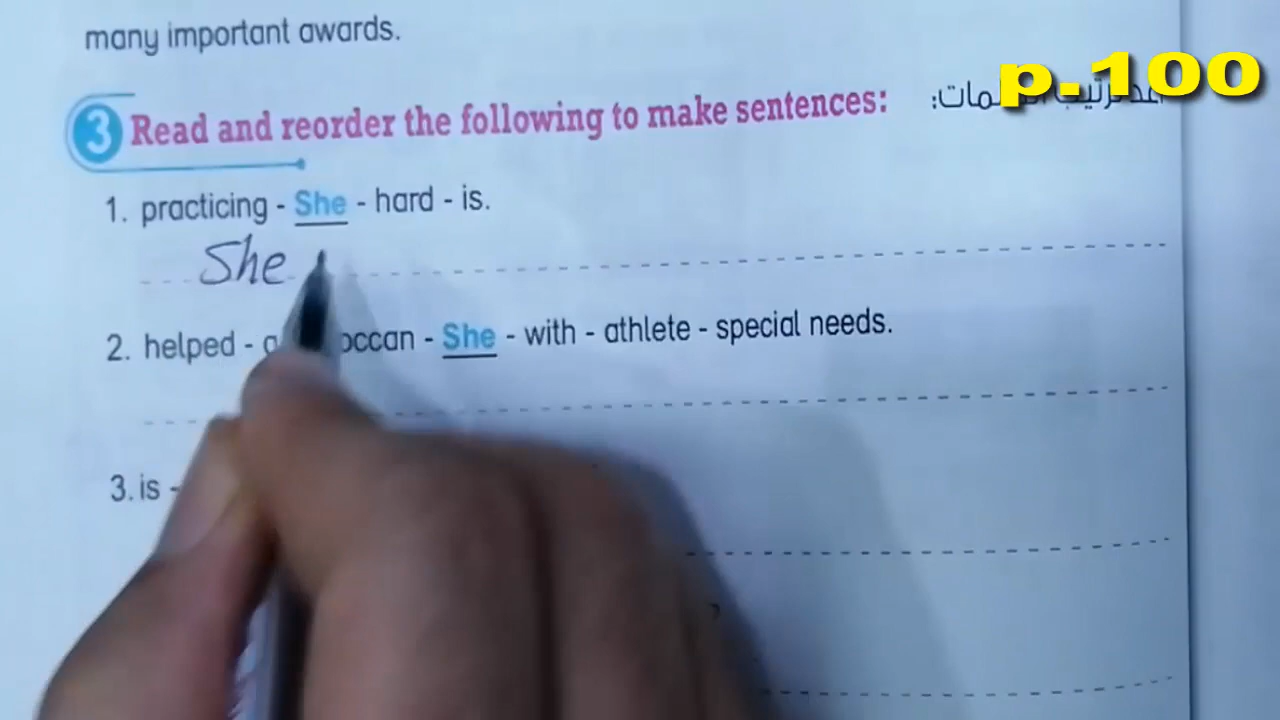 many important awards.
p.100
3 Read and reorder the following to make sentences:
1. practicing - She - hard - is.
She
2. helped - - She - with - athlete - special needs.
3. is -